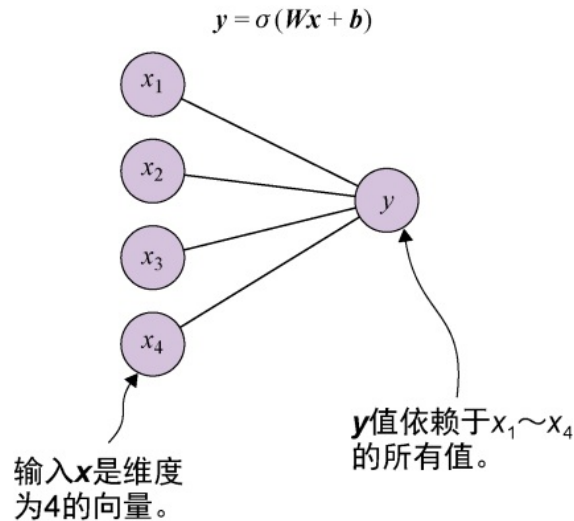 y = σ(Wx + b)
x₁
x₂
y
x₃
x₄
y值依赖于x₁～x₄
的所有值。
输入x是维度
为4的向量。